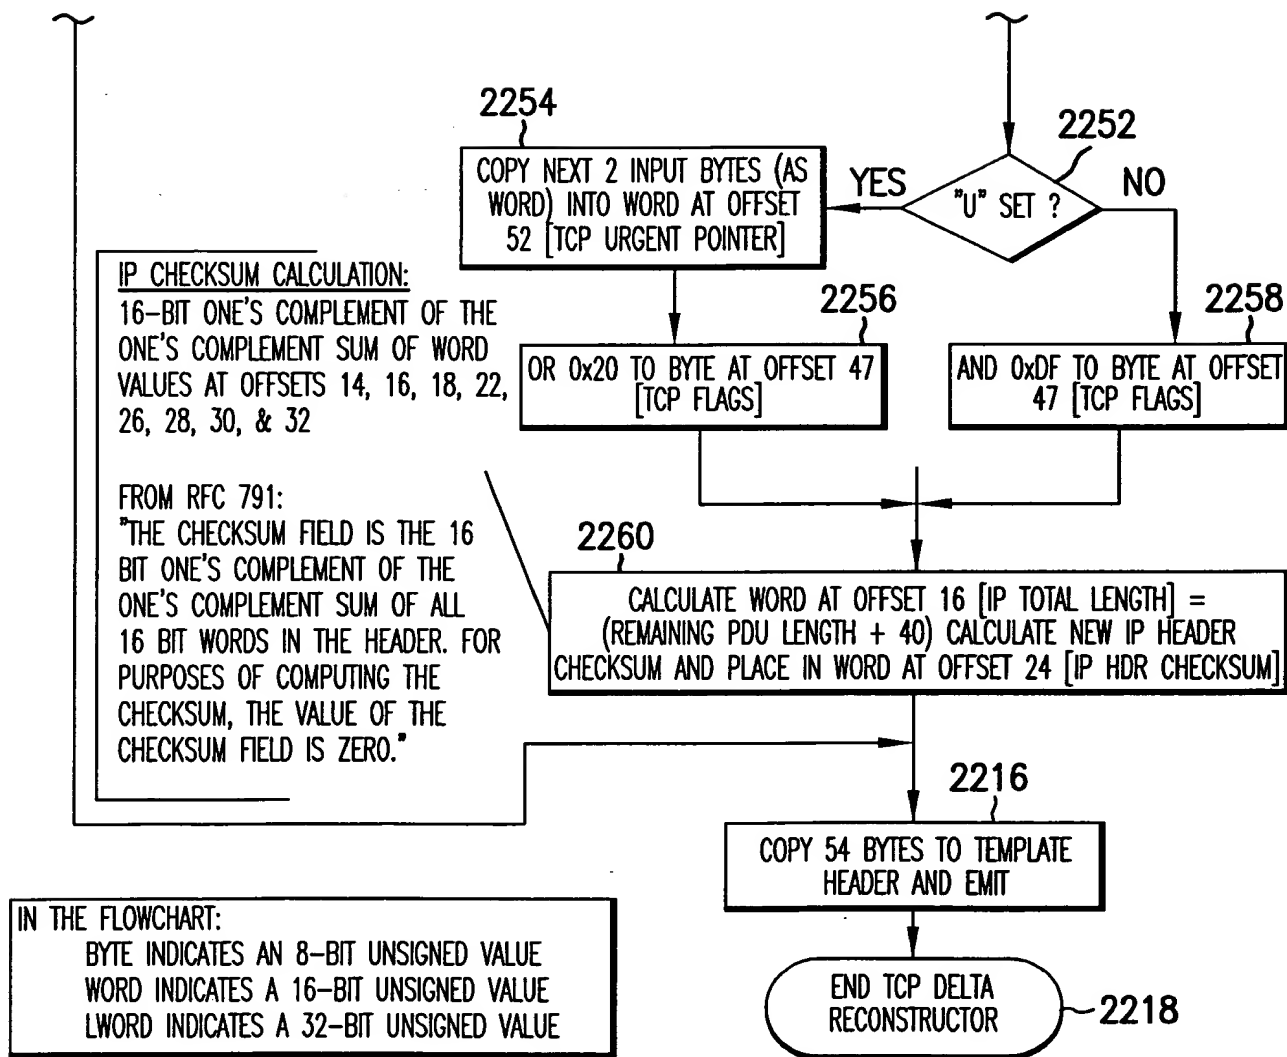 2254
COPY NEXT 2 INPUT BYTES (AS
WORD) INTO WORD AT OFFSET
52 [TCP URGENT POINTER]
YES
2252
"U" SET ?
NO
IP CHECKSUM CALCULATION:
16-BIT ONE'S COMPLEMENT OF THE
ONE'S COMPLEMENT SUM OF WORD
VALUES AT OFFSETS 14, 16, 18, 22,
26, 28, 30, & 32
FROM RFC 791:
"THE CHECKSUM FIELD IS THE 16
BIT ONE'S COMPLEMENT OF THE
ONE'S COMPLEMENT SUM OF ALL
16 BIT WORDS IN THE HEADER. FOR
PURPOSES OF COMPUTING THE
CHECKSUM, THE VALUE OF THE
CHECKSUM FIELD IS ZERO."
2256
OR 0x20 TO BYTE AT OFFSET 47
[TCP FLAGS]
2258
AND 0xDF TO BYTE AT OFFSET
47 [TCP FLAGS]
2260
CALCULATE WORD AT OFFSET 16 [IP TOTAL LENGTH] =
(REMAINING PDU LENGTH + 40) CALCULATE NEW IP HEADER
CHECKSUM AND PLACE IN WORD AT OFFSET 24 [IP HDR CHECKSUM]
2216
COPY 54 BYTES TO TEMPLATE
HEADER AND EMIT
IN THE FLOWCHART:
BYTE INDICATES AN 8-BIT UNSIGNED VALUE
WORD INDICATES A 16-BIT UNSIGNED VALUE
LWORD INDICATES A 32-BIT UNSIGNED VALUE
END TCP DELTA
RECONSTRUCTOR
2218